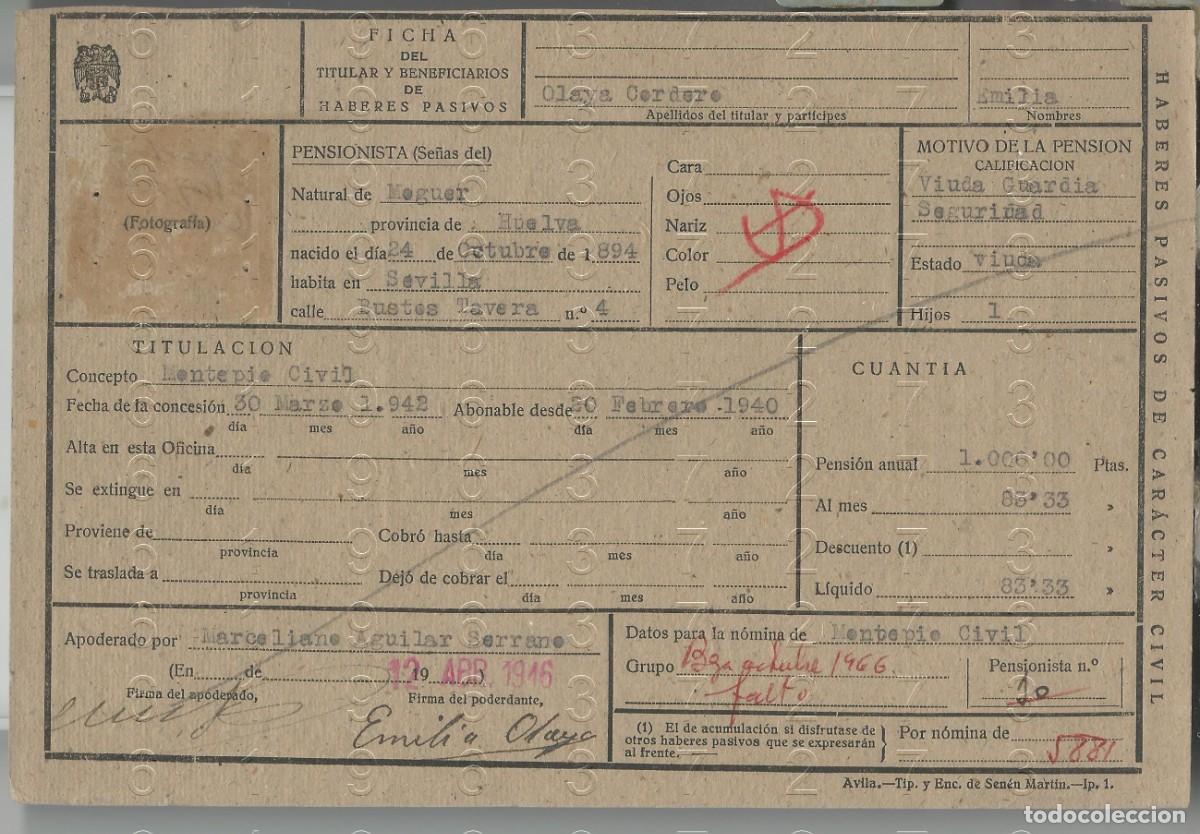 FICHA
DEL
TITULAR Y BENEFICIARIOS
DE
HABERES PASIVOS
Olaya Cordero
Emilia
Apellidos del titular y partícipes
Nombres
(Fotografía)
PENSIONISTA (Señas del)
Natural de Moguer
provincia de Huelva
nacido el día 24 de Octubre de 1.894
habita en Sevilla
calle Bustos Tavera n.º 4
Cara
Ojos
Nariz
Color
Pelo
MOTIVO DE LA PENSION
CALIFICACION
Viuda Guardia
Seguridad
Estado viuda
Hijos 1
HABERES PASIVOS DE CARÁCTER CIVIL
TITULACION
Concepto Montepio Civil
Fecha de la concesión 30 Marzo 1.942 Abonable desde Febrero 1940
día mes año día mes año
Alta en esta Oficina
día mes año
Se extingue en
día mes año
Proviene de Cobró hasta
provincia día mes año
Se traslada a Dejó de cobrar el
provincia día mes año
CUANTIA
Pensión anual 1.000'00 Ptas.
Al mes 83'33 »
Descuento (1) »
Líquido 83'33 »
Apoderado por Marceliano Aguilar Serrano
(En de 19 )
12 ABR. 1946
Firma del apoderado, Firma del poderdante,
Emilia Olaya
Datos para la nómina de Montepio Civil
Grupo octubre 1966
falto
Pensionista n.º
(1) El de acumulación si disfrutase de
otros haberes pasivos que se expresarán
al frente.
Por nómina de
5881
Avila.—Tip. y Enc. de Senén Martín.—Ip. 1.
todocoleccion